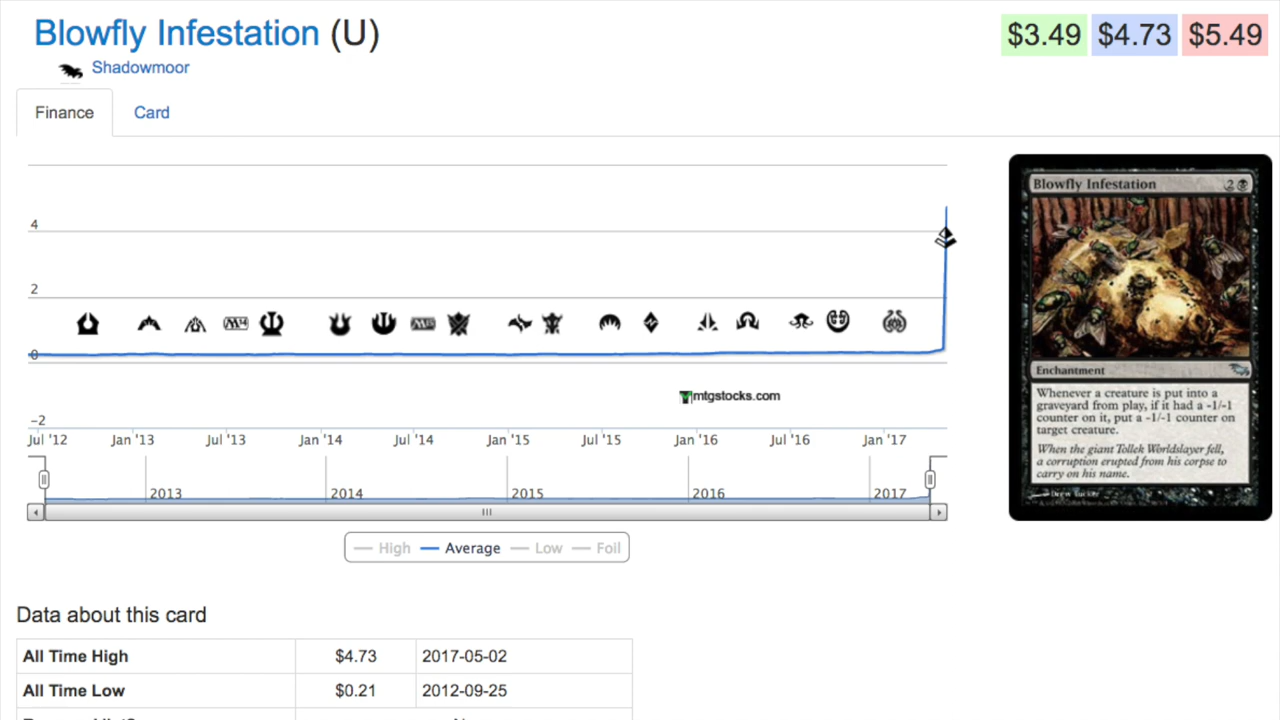 Blowfly Infestation (U)
$3.49 $4.73 $5.49
Shadowmoor
Finance Card
4
2
0
-2
M14 M15
mtgstocks.com
Jul '12 Jan '13 Jul '13 Jan '14 Jul '14 Jan '15 Jul '15 Jan '16 Jul '16 Jan '17
2013 2014 2015 2016 2017
High Average Low Foil
Blowfly Infestation 2
Enchantment
Whenever a creature is put into a
graveyard from play, if it had a -1/-1
counter on it, put a -1/-1 counter on
target creature.
When the giant Tollek Worldslayer fell,
a corruption erupted from his corpse to
carry on his name.
Drew Tucker
Data about this card
All Time High $4.73 2017-05-02
All Time Low $0.21 2012-09-25